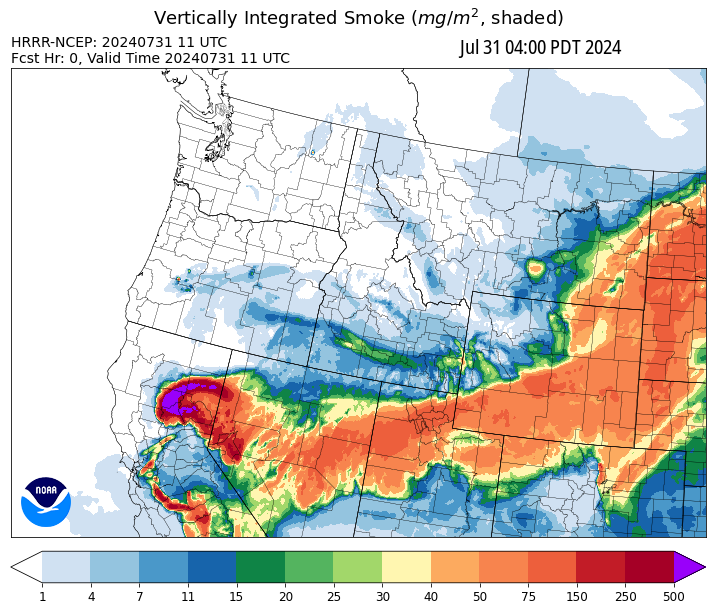 Vertically Integrated Smoke (mg/m², shaded)
HRRR-NCEP: 20240731 11 UTC
Jul 31 04:00 PDT 2024
Fcst Hr: 0, Valid Time 20240731 11 UTC
NOAA
1 4 7 11 15 20 25 30 40 50 75 150 250 500